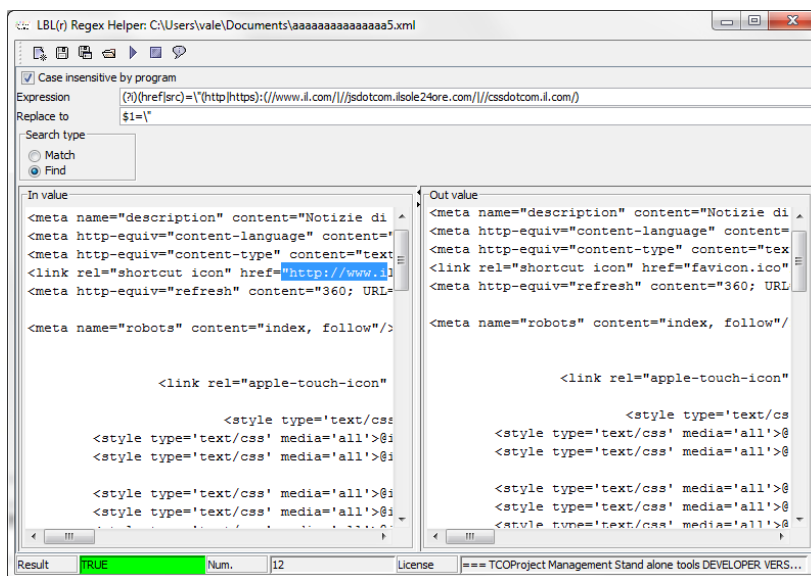 LBL(r) Regex Helper: C:\Users\vale\Documents\aaaaaaaaaaaaaaa5.xml
Case insensitive by program
Expression (?i)(href|src)=\"(http|https):(//www.il.com/|//jsdotcom.ilsole24ore.com/|//cssdotcom.il.com/)
Replace to $1=\"
Search type
Match
Find
In value
<meta name="description" content="Notizie di
<meta http-equiv="content-language" content="
<meta http-equiv="content-type" content="text
<link rel="shortcut icon" href="http://www.il
<meta http-equiv="refresh" content="360; URL=
<meta name="robots" content="index, follow"/>
<link rel="apple-touch-icon"
<style type='text/css
<style type='text/css' media='all'>@i
<style type='text/css' media='all'>@i
<style type='text/css' media='all'>@i
<style type='text/css' media='all'>@i
<style type='text/css' media='all'>@i
Out value
<meta name="description" content="Notizie di
<meta http-equiv="content-language" content=
<meta http-equiv="content-type" content="tex
<link rel="shortcut icon" href="favicon.ico"
<meta http-equiv="refresh" content="360; URL
<meta name="robots" content="index, follow"/
<link rel="apple-touch-icon"
<style type='text/cs
<style type='text/css' media='all'>@
<style type='text/css' media='all'>@
<style type='text/css' media='all'>@
<style type='text/css' media='all'>@
<style type='text/css' media='all'>@
Result TRUE Num. 12 License === TCOProject Management Stand alone tools DEVELOPER VERS...